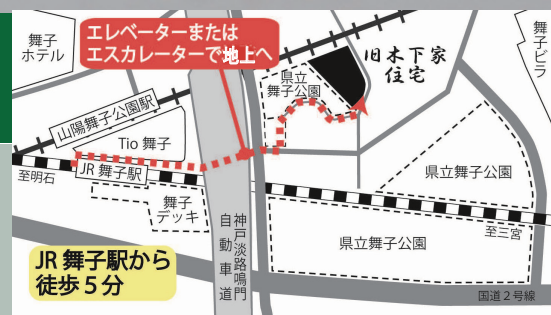 エレベーターまたは
エスカレーターで地上へ
舞子
ホテル
旧木下家
住宅
舞子ビラ
県立
舞子公園
山陽舞子公園駅
Tio 舞子
JR 舞子駅
至明石
舞子
デッキ
県立舞子公園
至三宮
県立舞子公園
神戸淡路鳴門
自動車道
JR 舞子駅から
徒歩 5 分
国道 2 号線